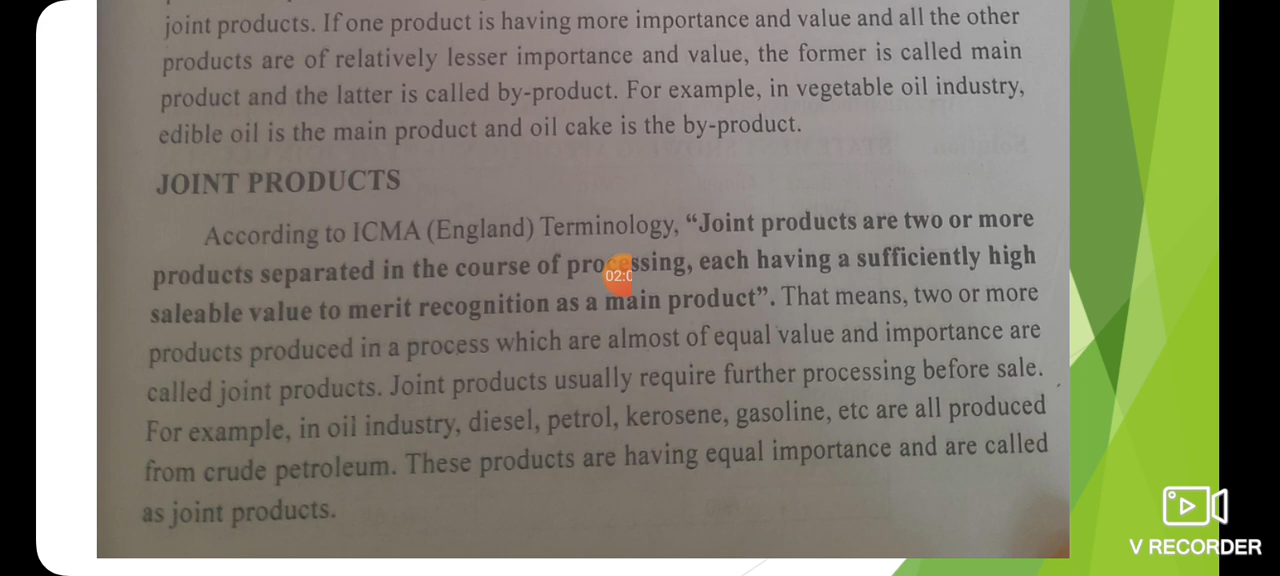 joint products. If one product is having more importance and value and all the other
products are of relatively lesser importance and value, the former is called main
product and the latter is called by-product. For example, in vegetable oil industry,
edible oil is the main product and oil cake is the by-product.
JOINT PRODUCTS
According to ICMA (England) Terminology, “Joint products are two or more
products separated in the course of processing, each having a sufficiently high
02:0
saleable value to merit recognition as a main product”. That means, two or more
products produced in a process which are almost of equal value and importance are
called joint products. Joint products usually require further processing before sale.
For example, in oil industry, diesel, petrol, kerosene, gasoline, etc are all produced
from crude petroleum. These products are having equal importance and are called
as joint products.
V RECORDER